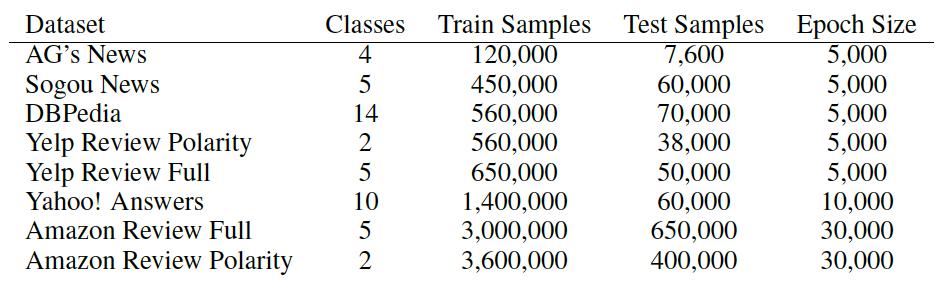 Dataset Classes Train Samples Test Samples Epoch Size
AG's News 4 120,000 7,600 5,000
Sogou News 5 450,000 60,000 5,000
DBPedia 14 560,000 70,000 5,000
Yelp Review Polarity 2 560,000 38,000 5,000
Yelp Review Full 5 650,000 50,000 5,000
Yahoo! Answers 10 1,400,000 60,000 10,000
Amazon Review Full 5 3,000,000 650,000 30,000
Amazon Review Polarity 2 3,600,000 400,000 30,000